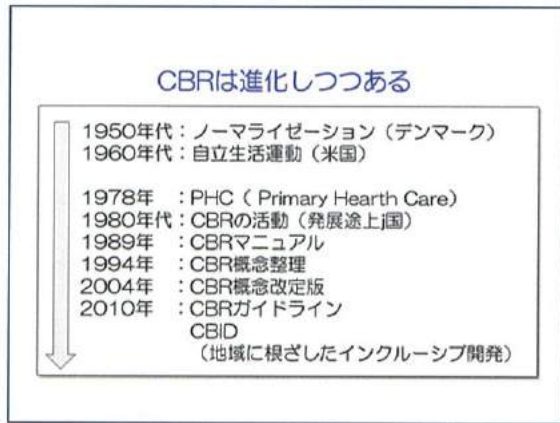 CBRは進化しつつある
1950年代：ノーマライゼーション（デンマーク）
1960年代：自立生活運動（米国）
1978年　：PHC（ Primary Hearth Care）
1980年代：CBRの活動（発展途上j国）
1989年　：CBRマニュアル
1994年　：CBR概念整理
2004年　：CBR概念改定版
2010年　：CBRガイドライン
CBID
（地域に根ざしたインクルーシブ開発）